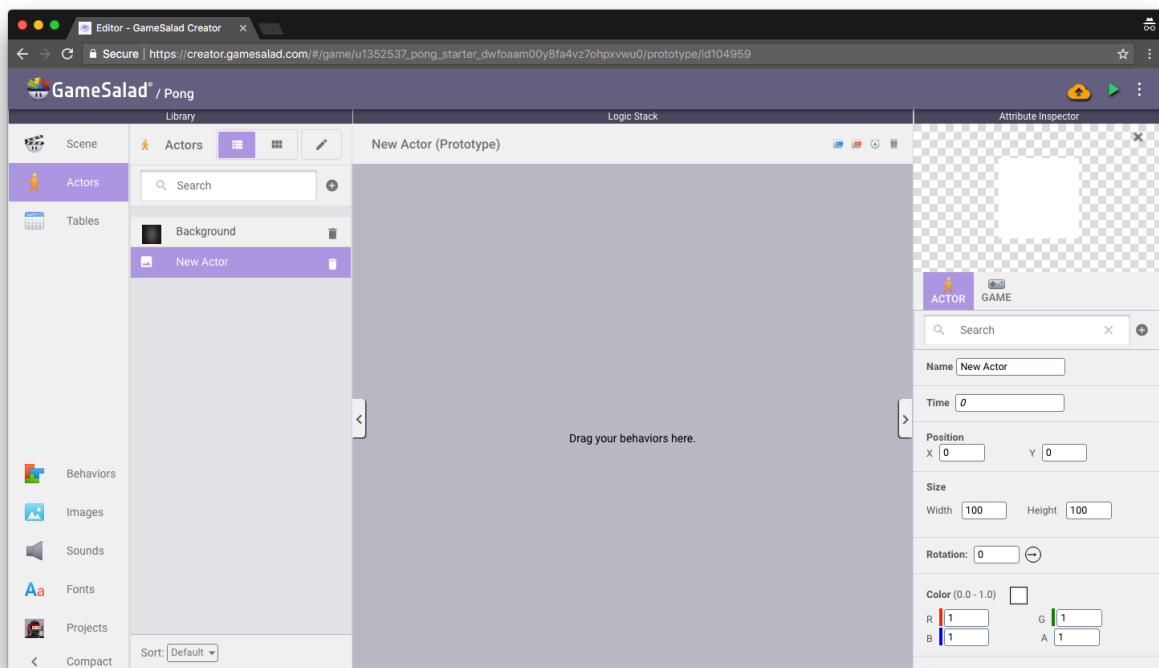 Editor - GameSalad Creator
Secure | https://creator.gamesalad.com/#/game/u1352537_pong_starter_dwfoaam00y8fa4vz7ohpxvwu0/prototype/id104959
GameSalad® / Pong
Library
Logic Stack
Attribute Inspector
Scene
Actors
Tables
Behaviors
Images
Sounds
Aa Fonts
Projects
Compact
Actors
Search
Background
New Actor
Sort: Default
New Actor (Prototype)
Drag your behaviors here.
ACTOR
GAME
Search
Name New Actor
Time 0
Position
X 0 Y 0
Size
Width 100 Height 100
Rotation: 0
Color (0.0 - 1.0)
R 1 G 1
B 1 A 1